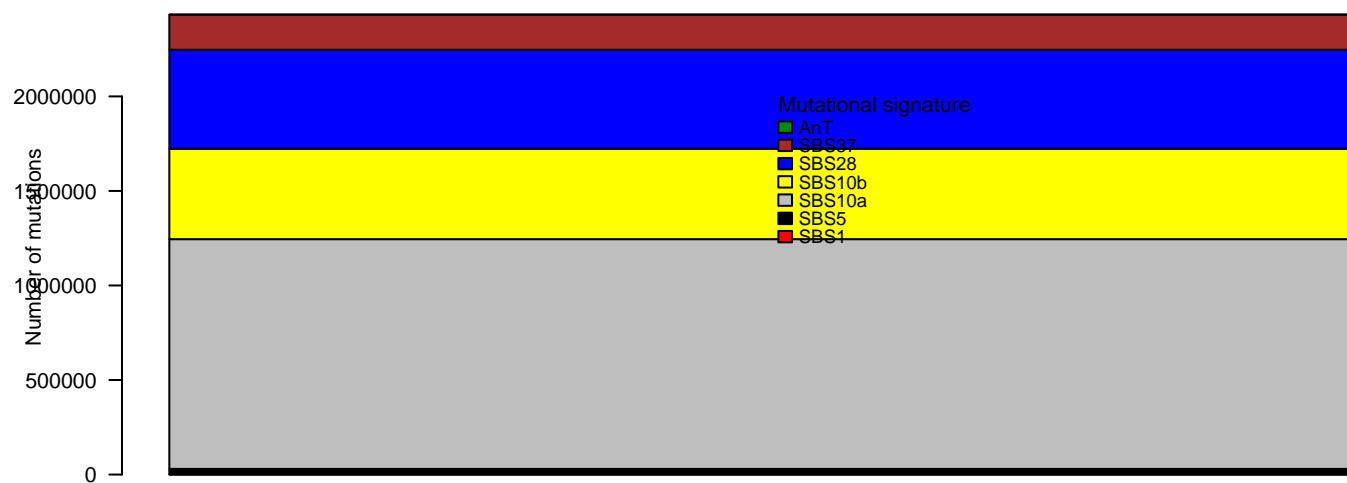 Number of mutations
2000000
1500000
1000000
500000
0
Mutational signature
AnT
SBS37
SBS28
SBS10b
SBS10a
SBS5
SBS1